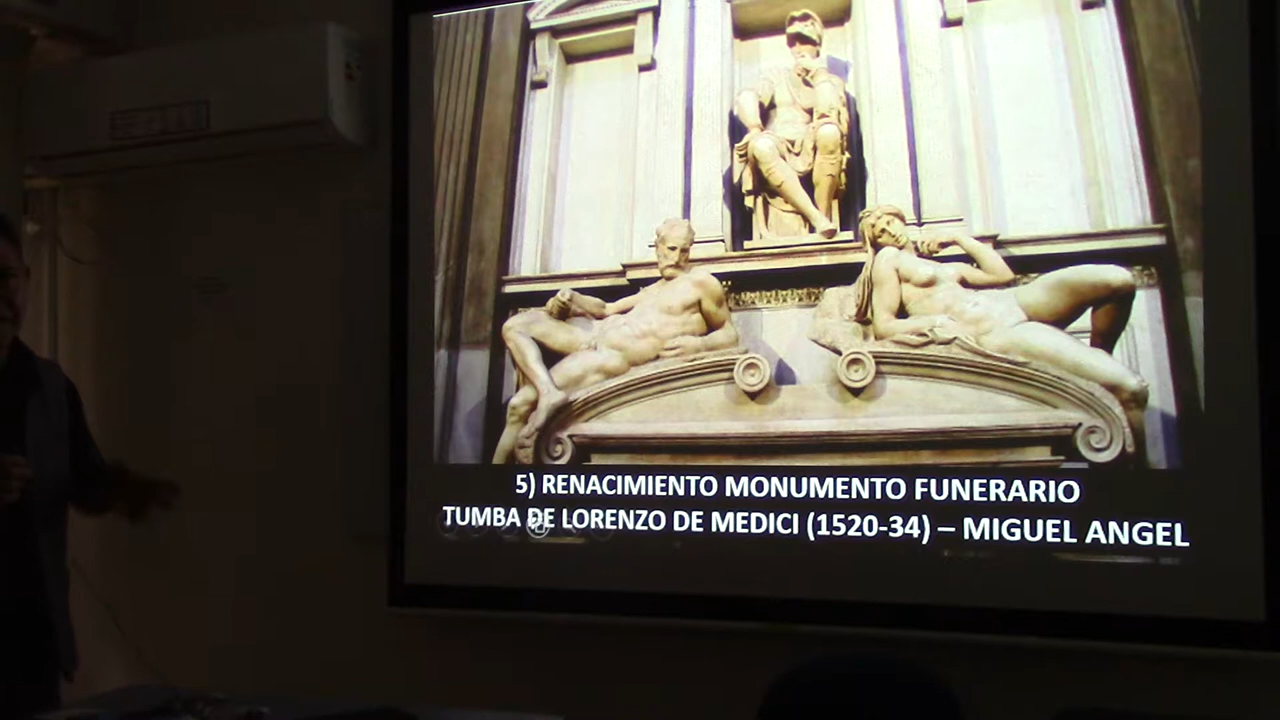 5) RENACIMIENTO MONUMENTO FUNERARIO
TUMBA DE LORENZO DE MEDICI (1520-34) – MIGUEL ANGEL